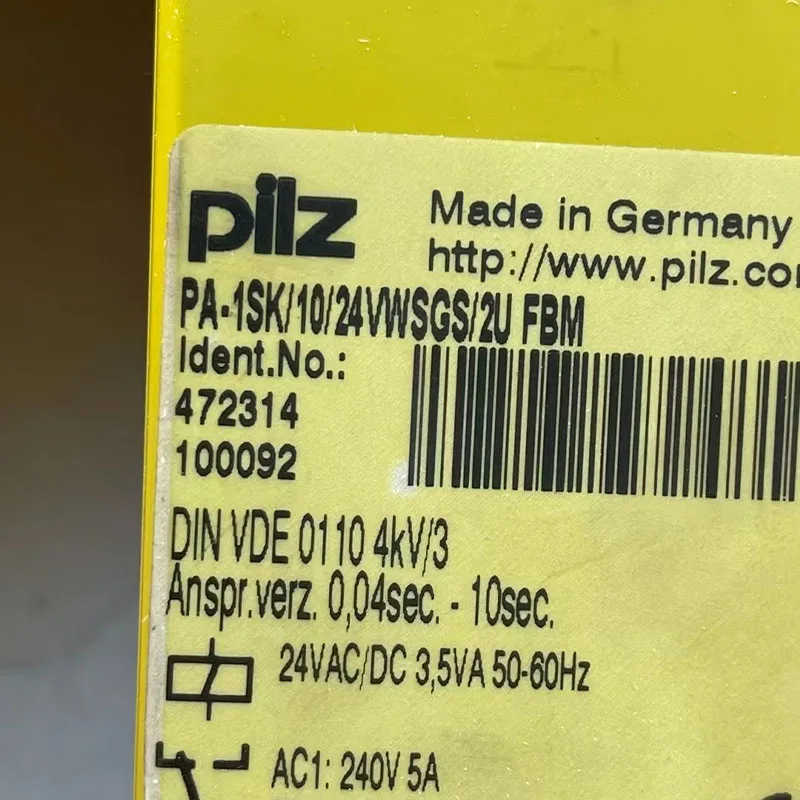 pilz
Made in Germany
http://www.pilz.co
PA-1SK/10/24VWSGS/2U FBM
Ident.No.:
472314
100092
DIN VDE 0110 4kV/3
Anspr.verz. 0,04sec. - 10sec.
24VAC/DC 3,5VA 50-60Hz
AC1: 240V 5A